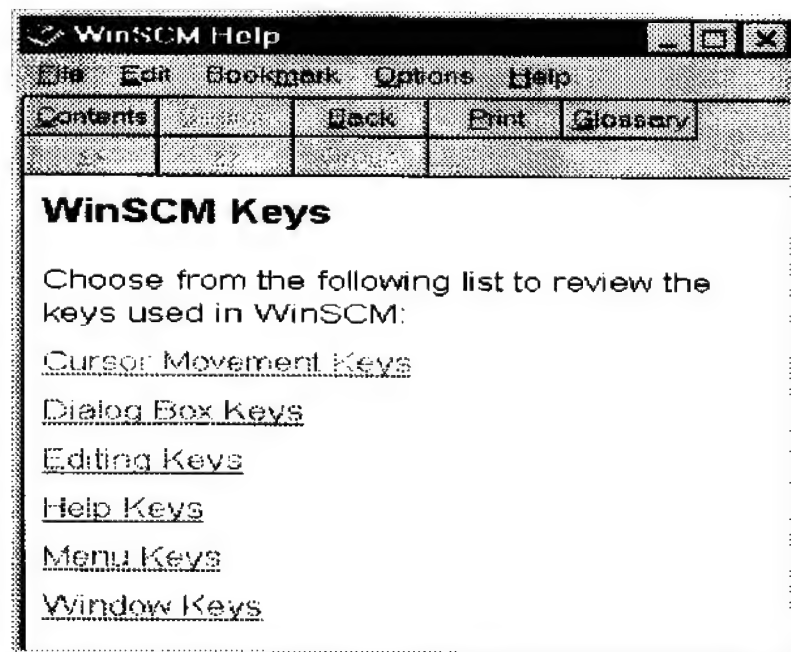 WinSCM Help
File Edit Bookmark Options Help
Contents Back Print Glossary
WinSCM Keys
Choose from the following list to review the
keys used in WinSCM:
Cursor Movement Keys
Dialog Box Keys
Editing Keys
Help Keys
Menu Keys
Window Keys